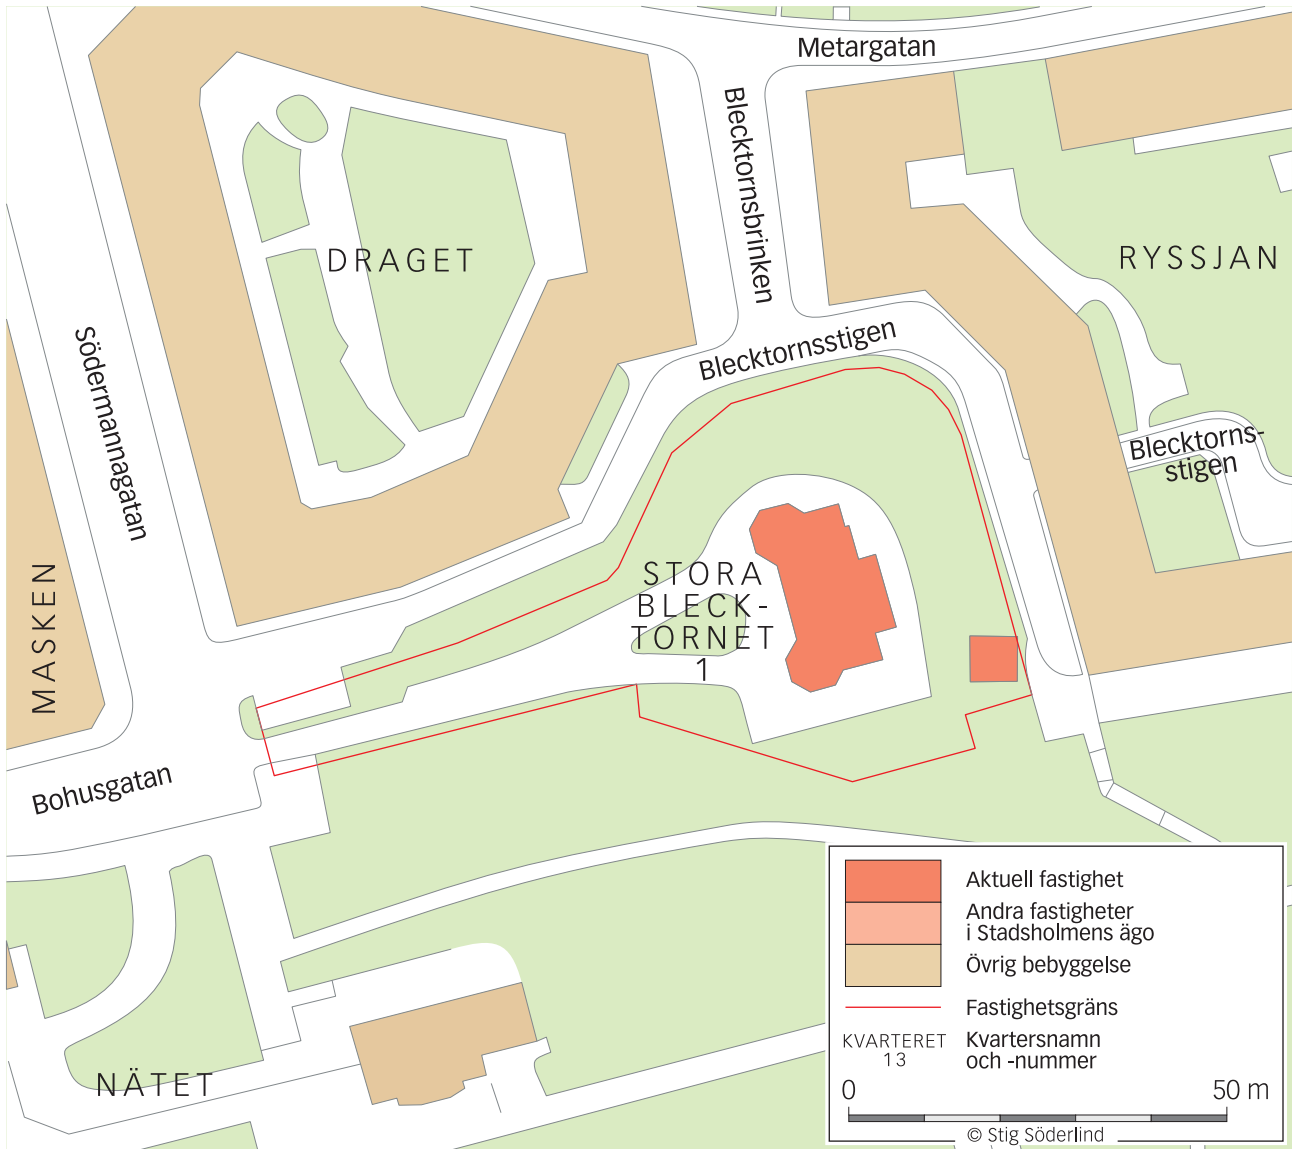 Metargatan
Blecktornsbrinken
DRAGET
RYSSJAN
Södermannagatan
Blecktornsstigen
Blecktorns-
stigen
MASKEN
STORA
BLECK-
TORNET
1
Bohusgatan
NÄTET
Aktuell fastighet
Andra fastigheter
i Stadsholmens ägo
Övrig bebyggelse
Fastighetsgräns
KVARTERET
13
Kvartersnamn
och -nummer
0
50 m
© Stig Söderlind